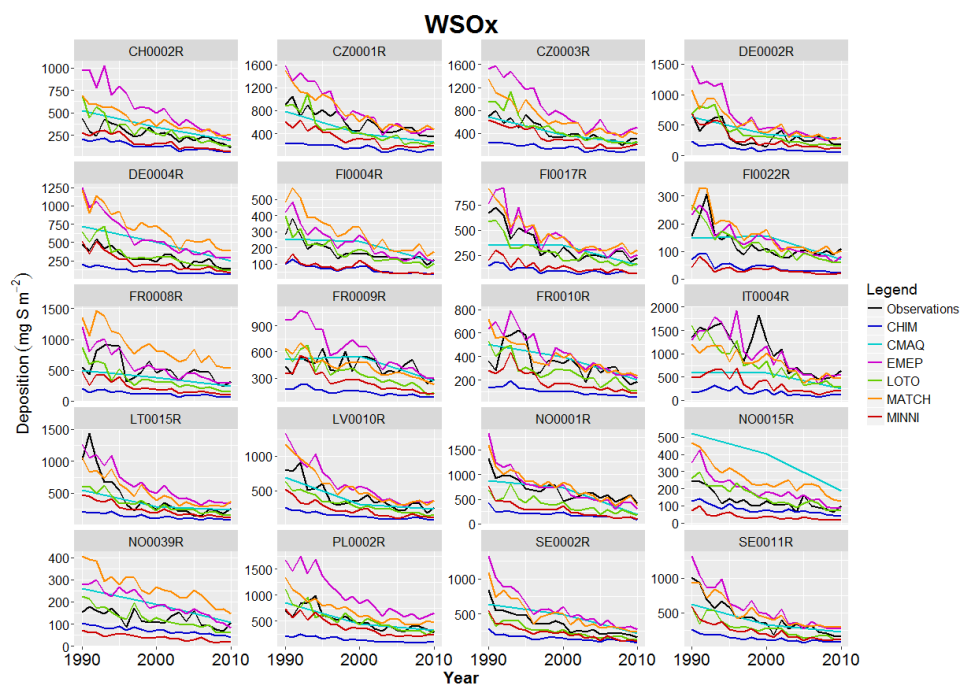 WSOx
CH0002R CZ0001R CZ0003R DE0002R
1000 750 500 250
1600 1200 800 400
1600 1200 800 400
1500 1000 500 0
DE0004R FI0004R FI0017R FI0022R
1250 1000 750 500 250
500 400 300 200 100
750 500 250
300 200 100 0
FR0008R FR0009R FR0010R IT0004R
1500 1000 500 0
900 600 300
800 600 400 200
2000 1500 1000 500 0
LT0015R LV0010R NO0001R NO0015R
1500 1000 500
1000 500
1500 1000 500 0
500 400 300 200 100 0
NO0039R PL0002R SE0002R SE0011R
400 300 200 100 0
1500 1000 500
1000 500
1000 500
1990 2000 2010 1990 2000 2010 1990 2000 2010 1990 2000 2010
Year
Deposition (mg S m⁻²)
Legend
Observations
CHIM
CMAQ
EMEP
LOTO
MATCH
MINNI